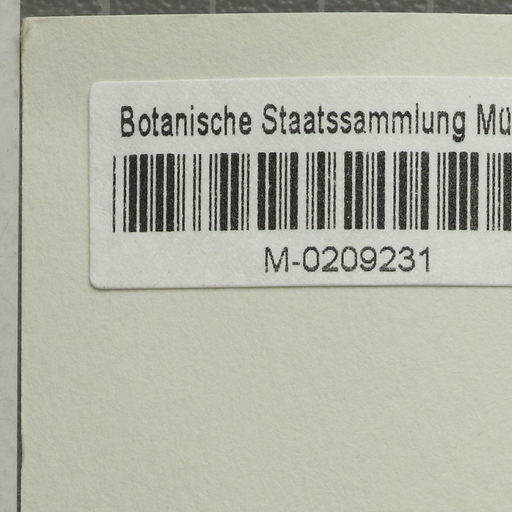 Botanische Staatssammlung Mü
M-0209231